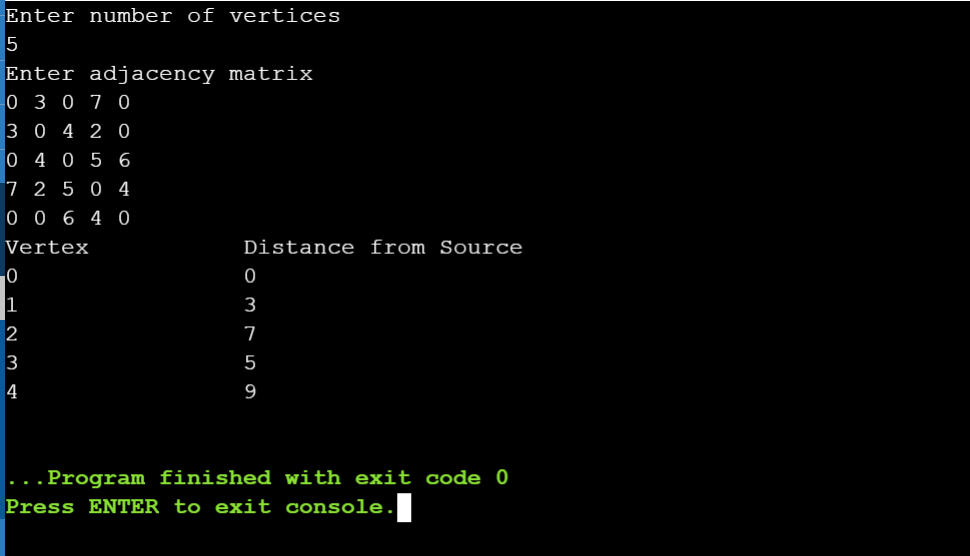 Enter number of vertices
5
Enter adjacency matrix
0 3 0 7 0
3 0 4 2 0
0 4 0 5 6
7 2 5 0 4
0 0 6 4 0
Vertex Distance from Source
0 0
1 3
2 7
3 5
4 9
...Program finished with exit code 0
Press ENTER to exit console.